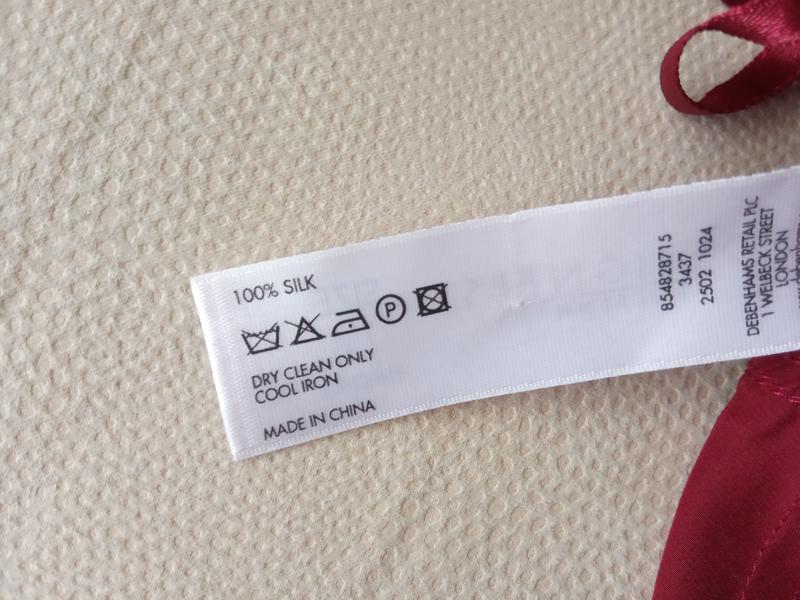 100% SILK
P
DRY CLEAN ONLY
COOL IRON
MADE IN CHINA
854828715
3437
2502 1024
DEBENHAMS RETAIL PLC
1 WELBECK STREET
LONDON